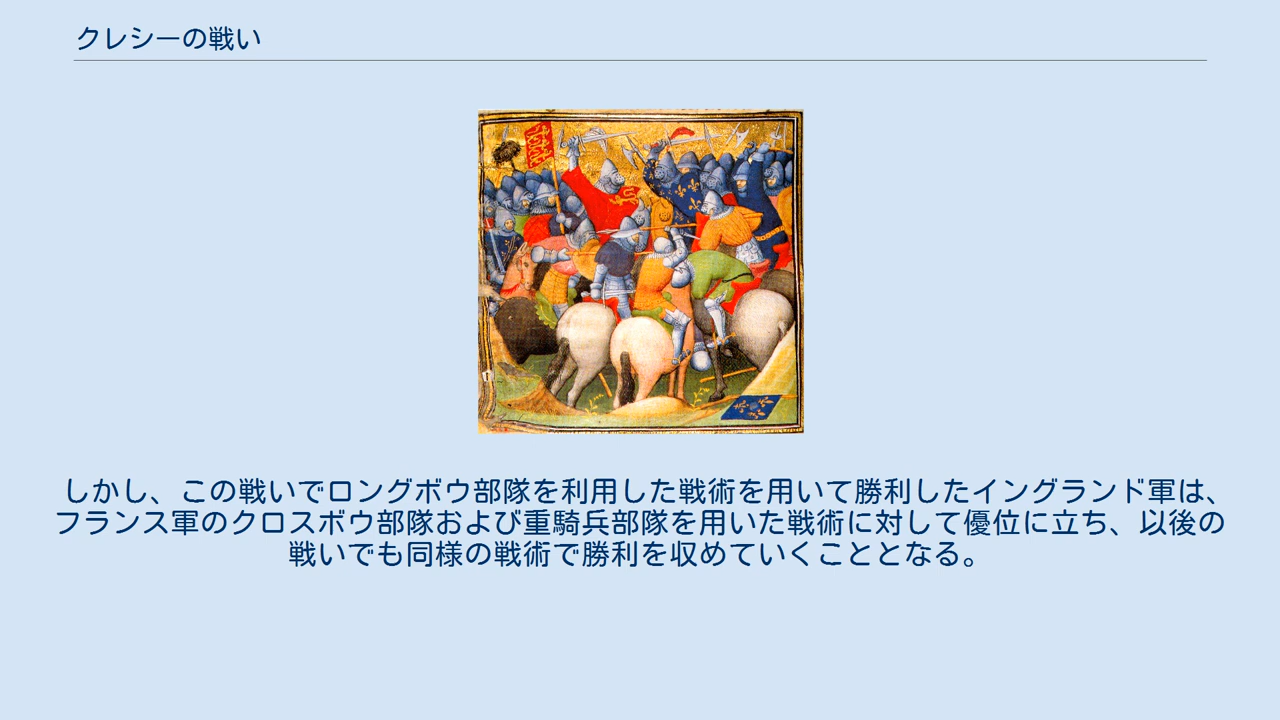 クレシーの戦い
しかし、この戦いでロングボウ部隊を利用した戦術を用いて勝利したイングランド軍は、
フランス軍のクロスボウ部隊および重騎兵部隊を用いた戦術に対して優位に立ち、以後の
戦いでも同様の戦術で勝利を収めていくこととなる。